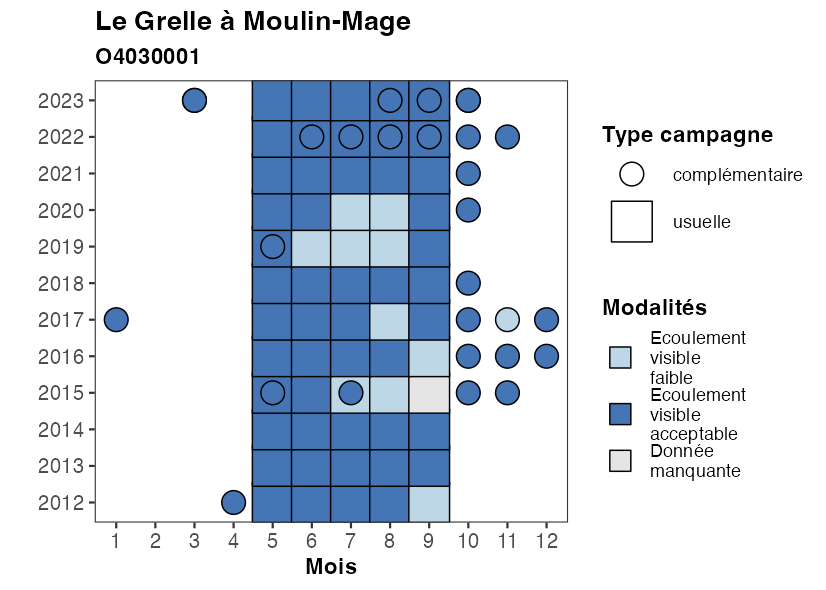 Le Grelle à Moulin-Mage
O4030001
2023
2022
2021
2020
2019
2018
2017
2016
2015
2014
2013
2012
1 2 3 4 5 6 7 8 9 10 11 12
Mois
Type campagne
complémentaire
usuelle
Modalités
Ecoulement
visible
faible
Ecoulement
visible
acceptable
Donnée
manquante